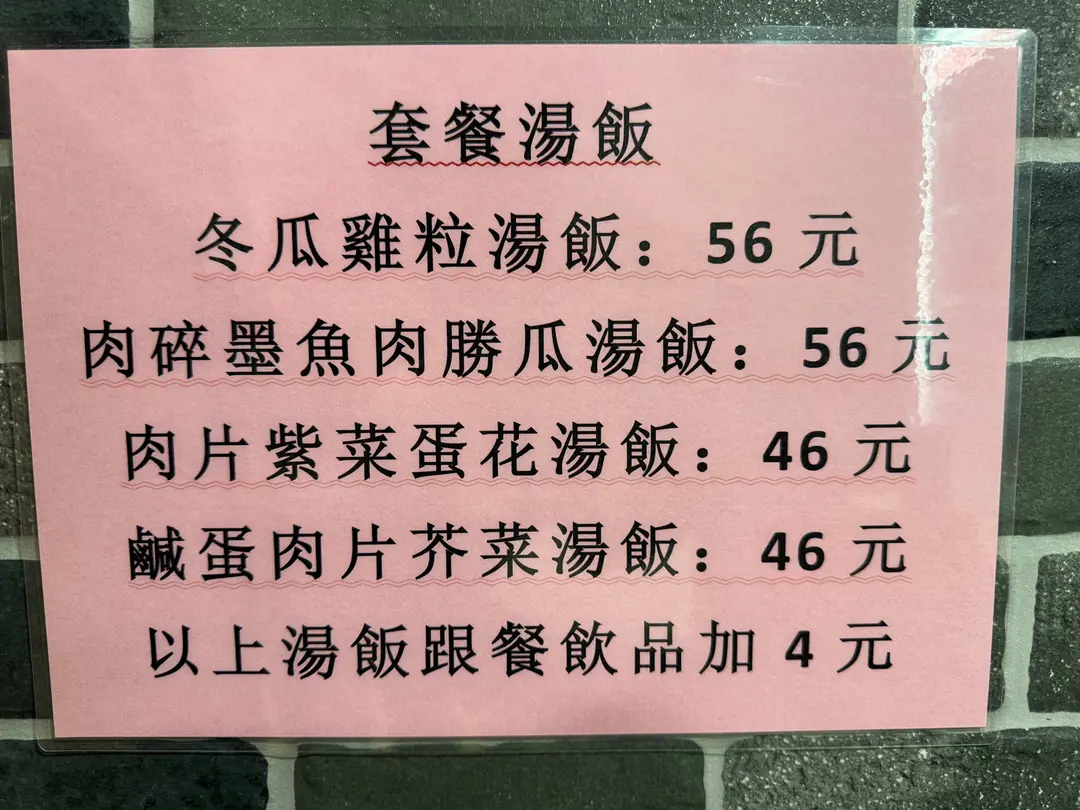 套餐湯飯
冬瓜雞粒湯飯：56 元
肉碎墨魚肉勝瓜湯飯：56 元
肉片紫菜蛋花湯飯：46 元
鹹蛋肉片芥菜湯飯：46 元
以上湯飯跟餐飲品加 4 元